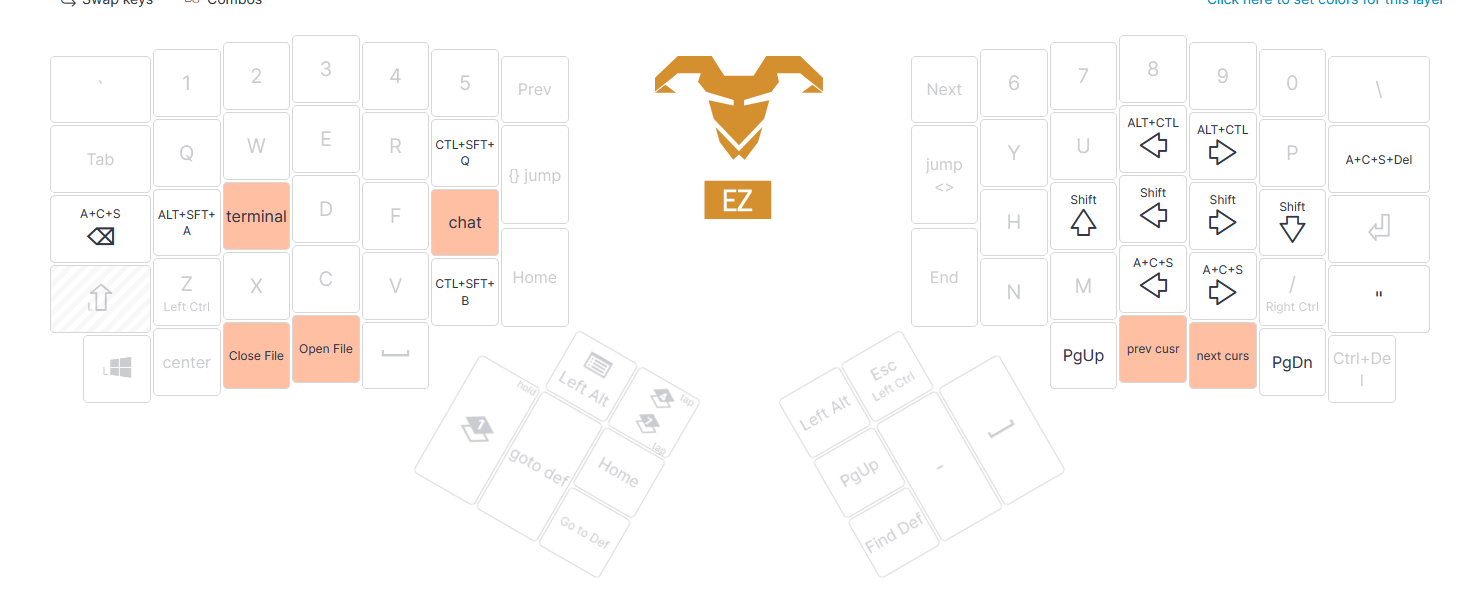 Swap keys
Combos
Click here to set colors for this layer
`
1
2
3
4
5
Prev
Next
6
7
8
9
0
\
Tab
Q
W
E
R
CTL+SFT+
Q
{} jump
jump
<>
Y
U
ALT+CTL
ALT+CTL
P
A+C+S+Del
A+C+S
ALT+SFT+
A
terminal
D
F
chat
H
Shift
Shift
Shift
Shift
L
Z
Left Ctrl
X
C
V
CTL+SFT+
B
Home
End
N
M
A+C+S
A+C+S
/
Right Ctrl
"
L
center
Close File
Open File
PgUp
prev cusr
next curs
PgDn
Ctrl+De
l
EZ
hold
7
Left Alt
tap
4
2
tap
goto def
Home
Go to Def
Left Alt
Esc
Left Ctrl
PgUp
-
Find Def